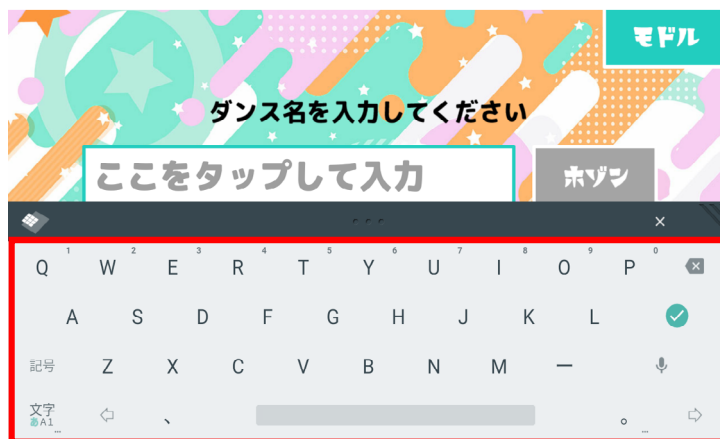 モドル
ダンス名を入力してください
ここをタップして入力
ホゾン
×
1 2 3 4 5 6 7 8 9 0
Q W E R T Y U I O P
A S D F G H J K L
記号 Z X C V B N M ー
文字 、 。
あA1